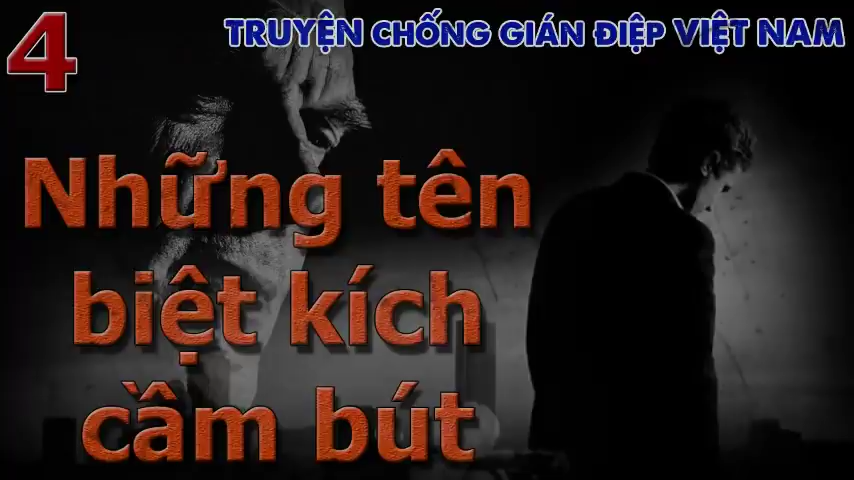 4
TRUYỆN CHỐNG GIÁN ĐIỆP VIỆT NAM
Những tên
biệt kích
cầm bút